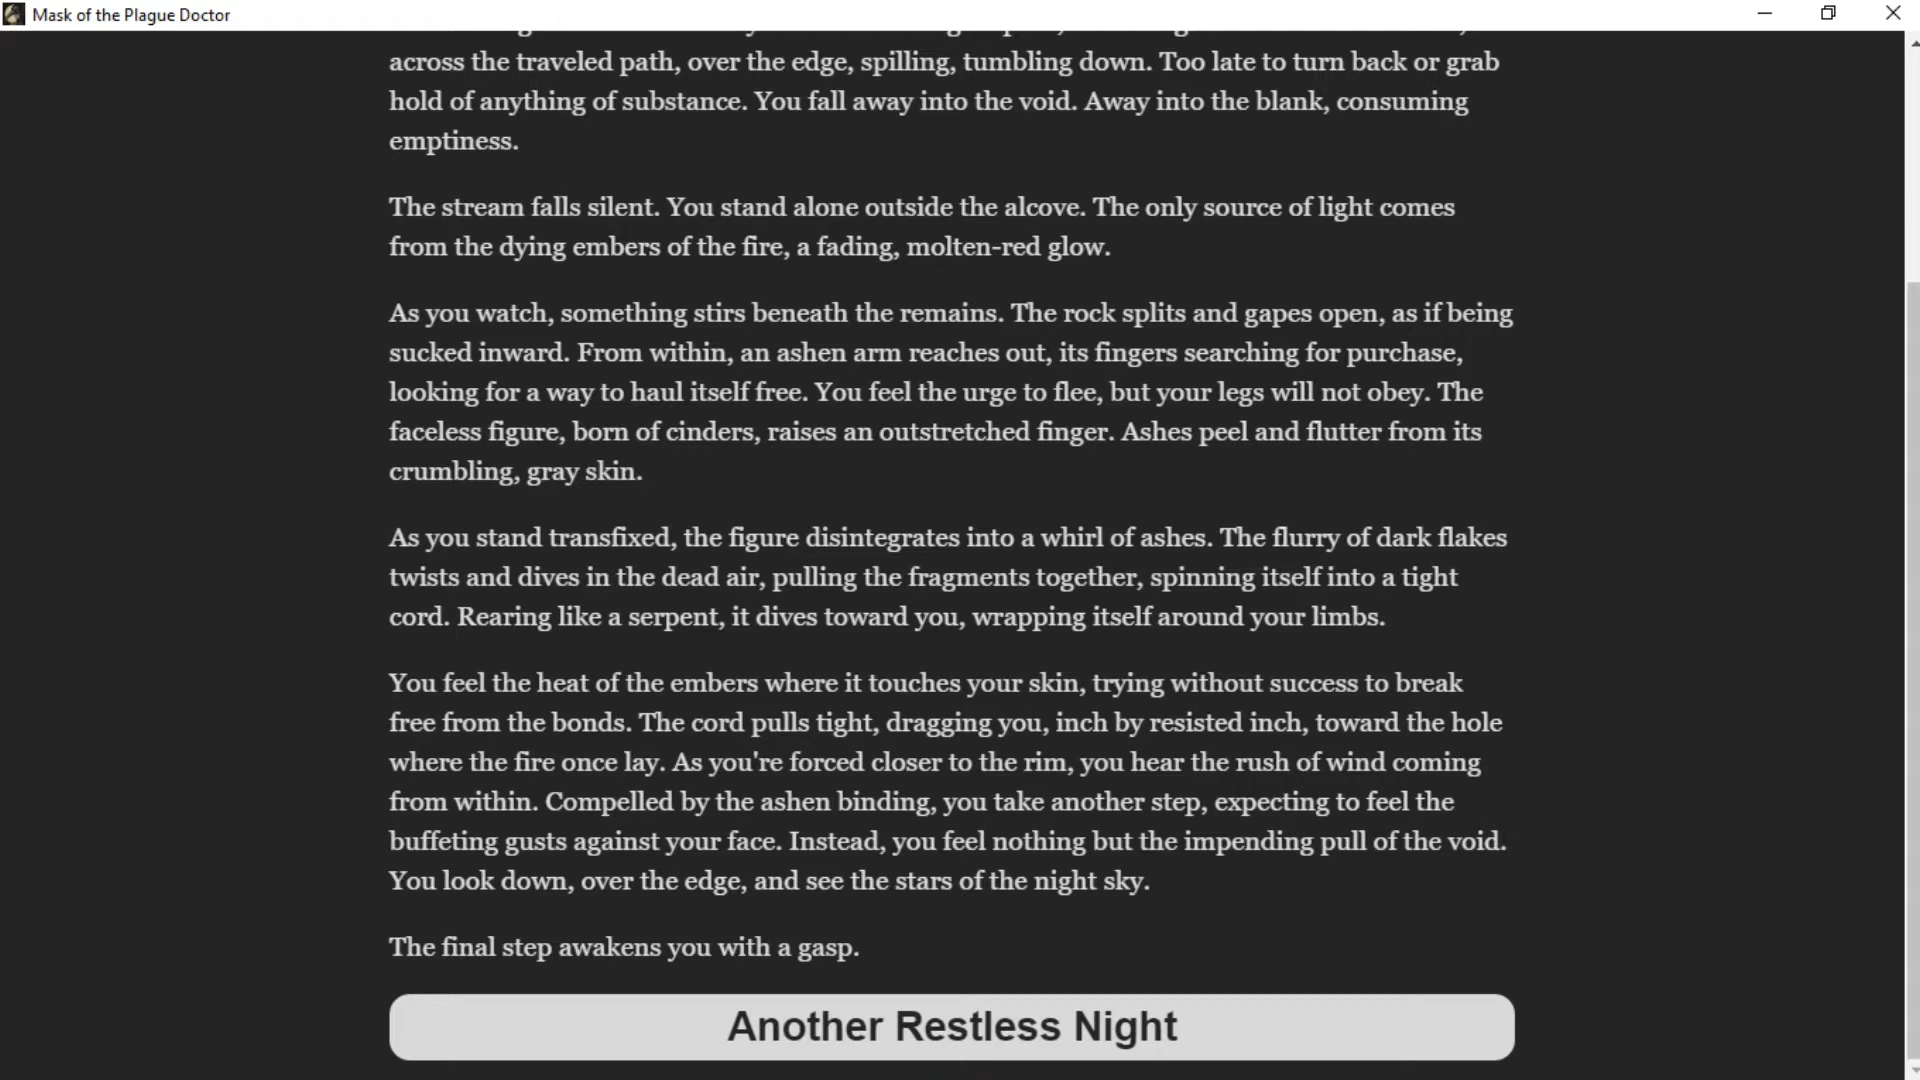 Mask of the Plague Doctor
across the traveled path, over the edge, spilling, tumbling down. Too late to turn back or grab
hold of anything of substance. You fall away into the void. Away into the blank, consuming
emptiness.
The stream falls silent. You stand alone outside the alcove. The only source of light comes
from the dying embers of the fire, a fading, molten-red glow.
As you watch, something stirs beneath the remains. The rock splits and gapes open, as if being
sucked inward. From within, an ashen arm reaches out, its fingers searching for purchase,
looking for a way to haul itself free. You feel the urge to flee, but your legs will not obey. The
faceless figure, born of cinders, raises an outstretched finger. Ashes peel and flutter from its
crumbling, gray skin.
As you stand transfixed, the figure disintegrates into a whirl of ashes. The flurry of dark flakes
twists and dives in the dead air, pulling the fragments together, spinning itself into a tight
cord. Rearing like a serpent, it dives toward you, wrapping itself around your limbs.
You feel the heat of the embers where it touches your skin, trying without success to break
free from the bonds. The cord pulls tight, dragging you, inch by resisted inch, toward the hole
where the fire once lay. As you're forced closer to the rim, you hear the rush of wind coming
from within. Compelled by the ashen binding, you take another step, expecting to feel the
buffeting gusts against your face. Instead, you feel nothing but the impending pull of the void.
You look down, over the edge, and see the stars of the night sky.
The final step awakens you with a gasp.
Another Restless Night